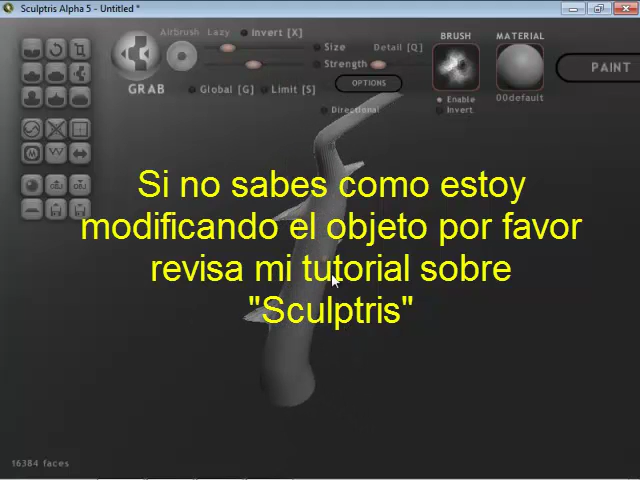 Sculptris Alpha 5 - Untitled *
Airbrush Lazy Invert [X]
Size Detail [Q]
Strength
GRAB
Global [G] Limit [S]
OPTIONS
Directional
BRUSH
Enable
Invert.
MATERIAL
00default
PAINT
Si no sabes como estoy
modificando el objeto por favor
revisa mi tutorial sobre
"Sculptris"
16384 faces